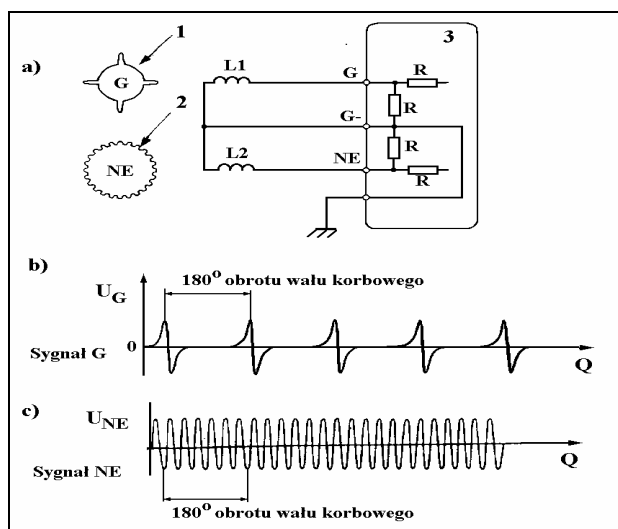 a)
1
G
2
NE
L1
L2
3
G
R
R
G-
R
NE
R
b)
U_G
180° obrotu wału korbowego
Sygnał G
0
Q
c)
U_NE
Q
Sygnał NE
180° obrotu wału korbowego